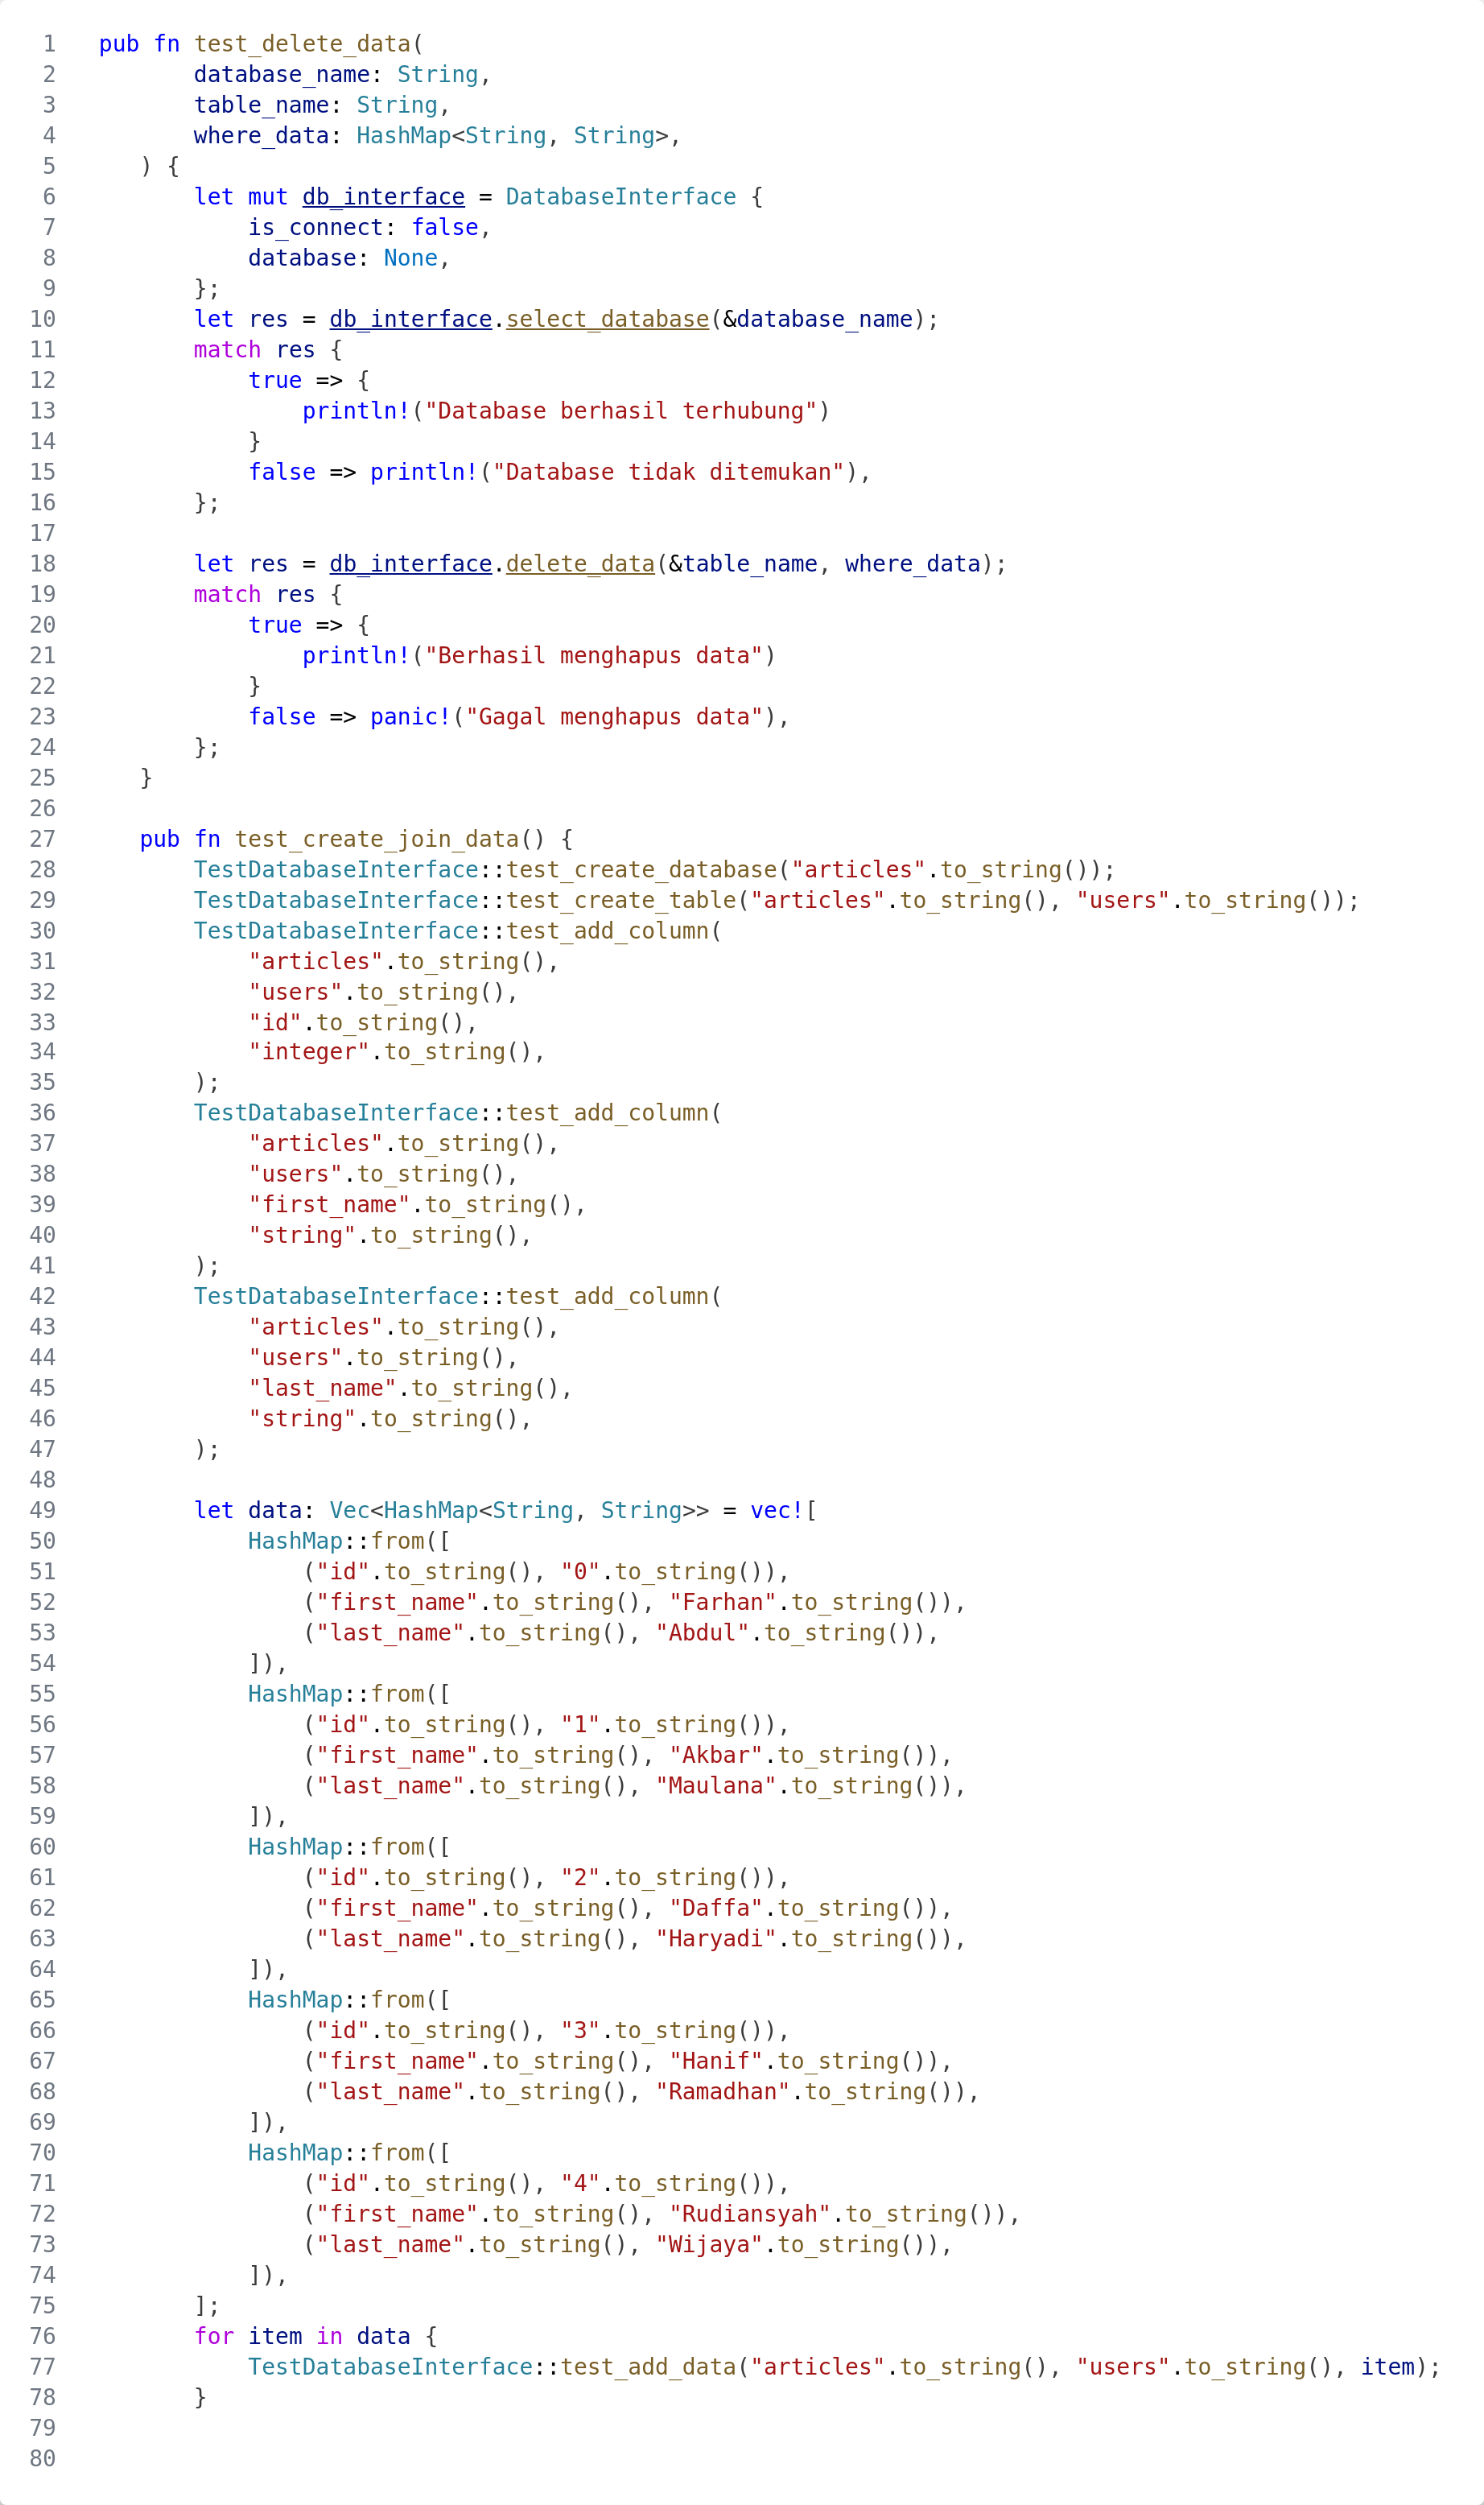 1 pub fn test_delete_data(
2 database_name: String,
3 table_name: String,
4 where_data: HashMap<String, String>,
5 ) {
6 let mut db_interface = DatabaseInterface {
7 is_connect: false,
8 database: None,
9 };
10 let res = db_interface.select_database(&database_name);
11 match res {
12 true => {
13 println!("Database berhasil terhubung")
14 }
15 false => println!("Database tidak ditemukan"),
16 };
17
18 let res = db_interface.delete_data(&table_name, where_data);
19 match res {
20 true => {
21 println!("Berhasil menghapus data")
22 }
23 false => panic!("Gagal menghapus data"),
24 };
25 }
26
27 pub fn test_create_join_data() {
28 TestDatabaseInterface::test_create_database("articles".to_string());
29 TestDatabaseInterface::test_create_table("articles".to_string(), "users".to_string());
30 TestDatabaseInterface::test_add_column(
31 "articles".to_string(),
32 "users".to_string(),
33 "id".to_string(),
34 "integer".to_string(),
35 );
36 TestDatabaseInterface::test_add_column(
37 "articles".to_string(),
38 "users".to_string(),
39 "first_name".to_string(),
40 "string".to_string(),
41 );
42 TestDatabaseInterface::test_add_column(
43 "articles".to_string(),
44 "users".to_string(),
45 "last_name".to_string(),
46 "string".to_string(),
47 );
48
49 let data: Vec<HashMap<String, String>> = vec![
50 HashMap::from([
51 ("id".to_string(), "0".to_string()),
52 ("first_name".to_string(), "Farhan".to_string()),
53 ("last_name".to_string(), "Abdul".to_string()),
54 ]),
55 HashMap::from([
56 ("id".to_string(), "1".to_string()),
57 ("first_name".to_string(), "Akbar".to_string()),
58 ("last_name".to_string(), "Maulana".to_string()),
59 ]),
60 HashMap::from([
61 ("id".to_string(), "2".to_string()),
62 ("first_name".to_string(), "Daffa".to_string()),
63 ("last_name".to_string(), "Haryadi".to_string()),
64 ]),
65 HashMap::from([
66 ("id".to_string(), "3".to_string()),
67 ("first_name".to_string(), "Hanif".to_string()),
68 ("last_name".to_string(), "Ramadhan".to_string()),
69 ]),
70 HashMap::from([
71 ("id".to_string(), "4".to_string()),
72 ("first_name".to_string(), "Rudiansyah".to_string()),
73 ("last_name".to_string(), "Wijaya".to_string()),
74 ]),
75 ];
76 for item in data {
77 TestDatabaseInterface::test_add_data("articles".to_string(), "users".to_string(), item);
78 }
79
80